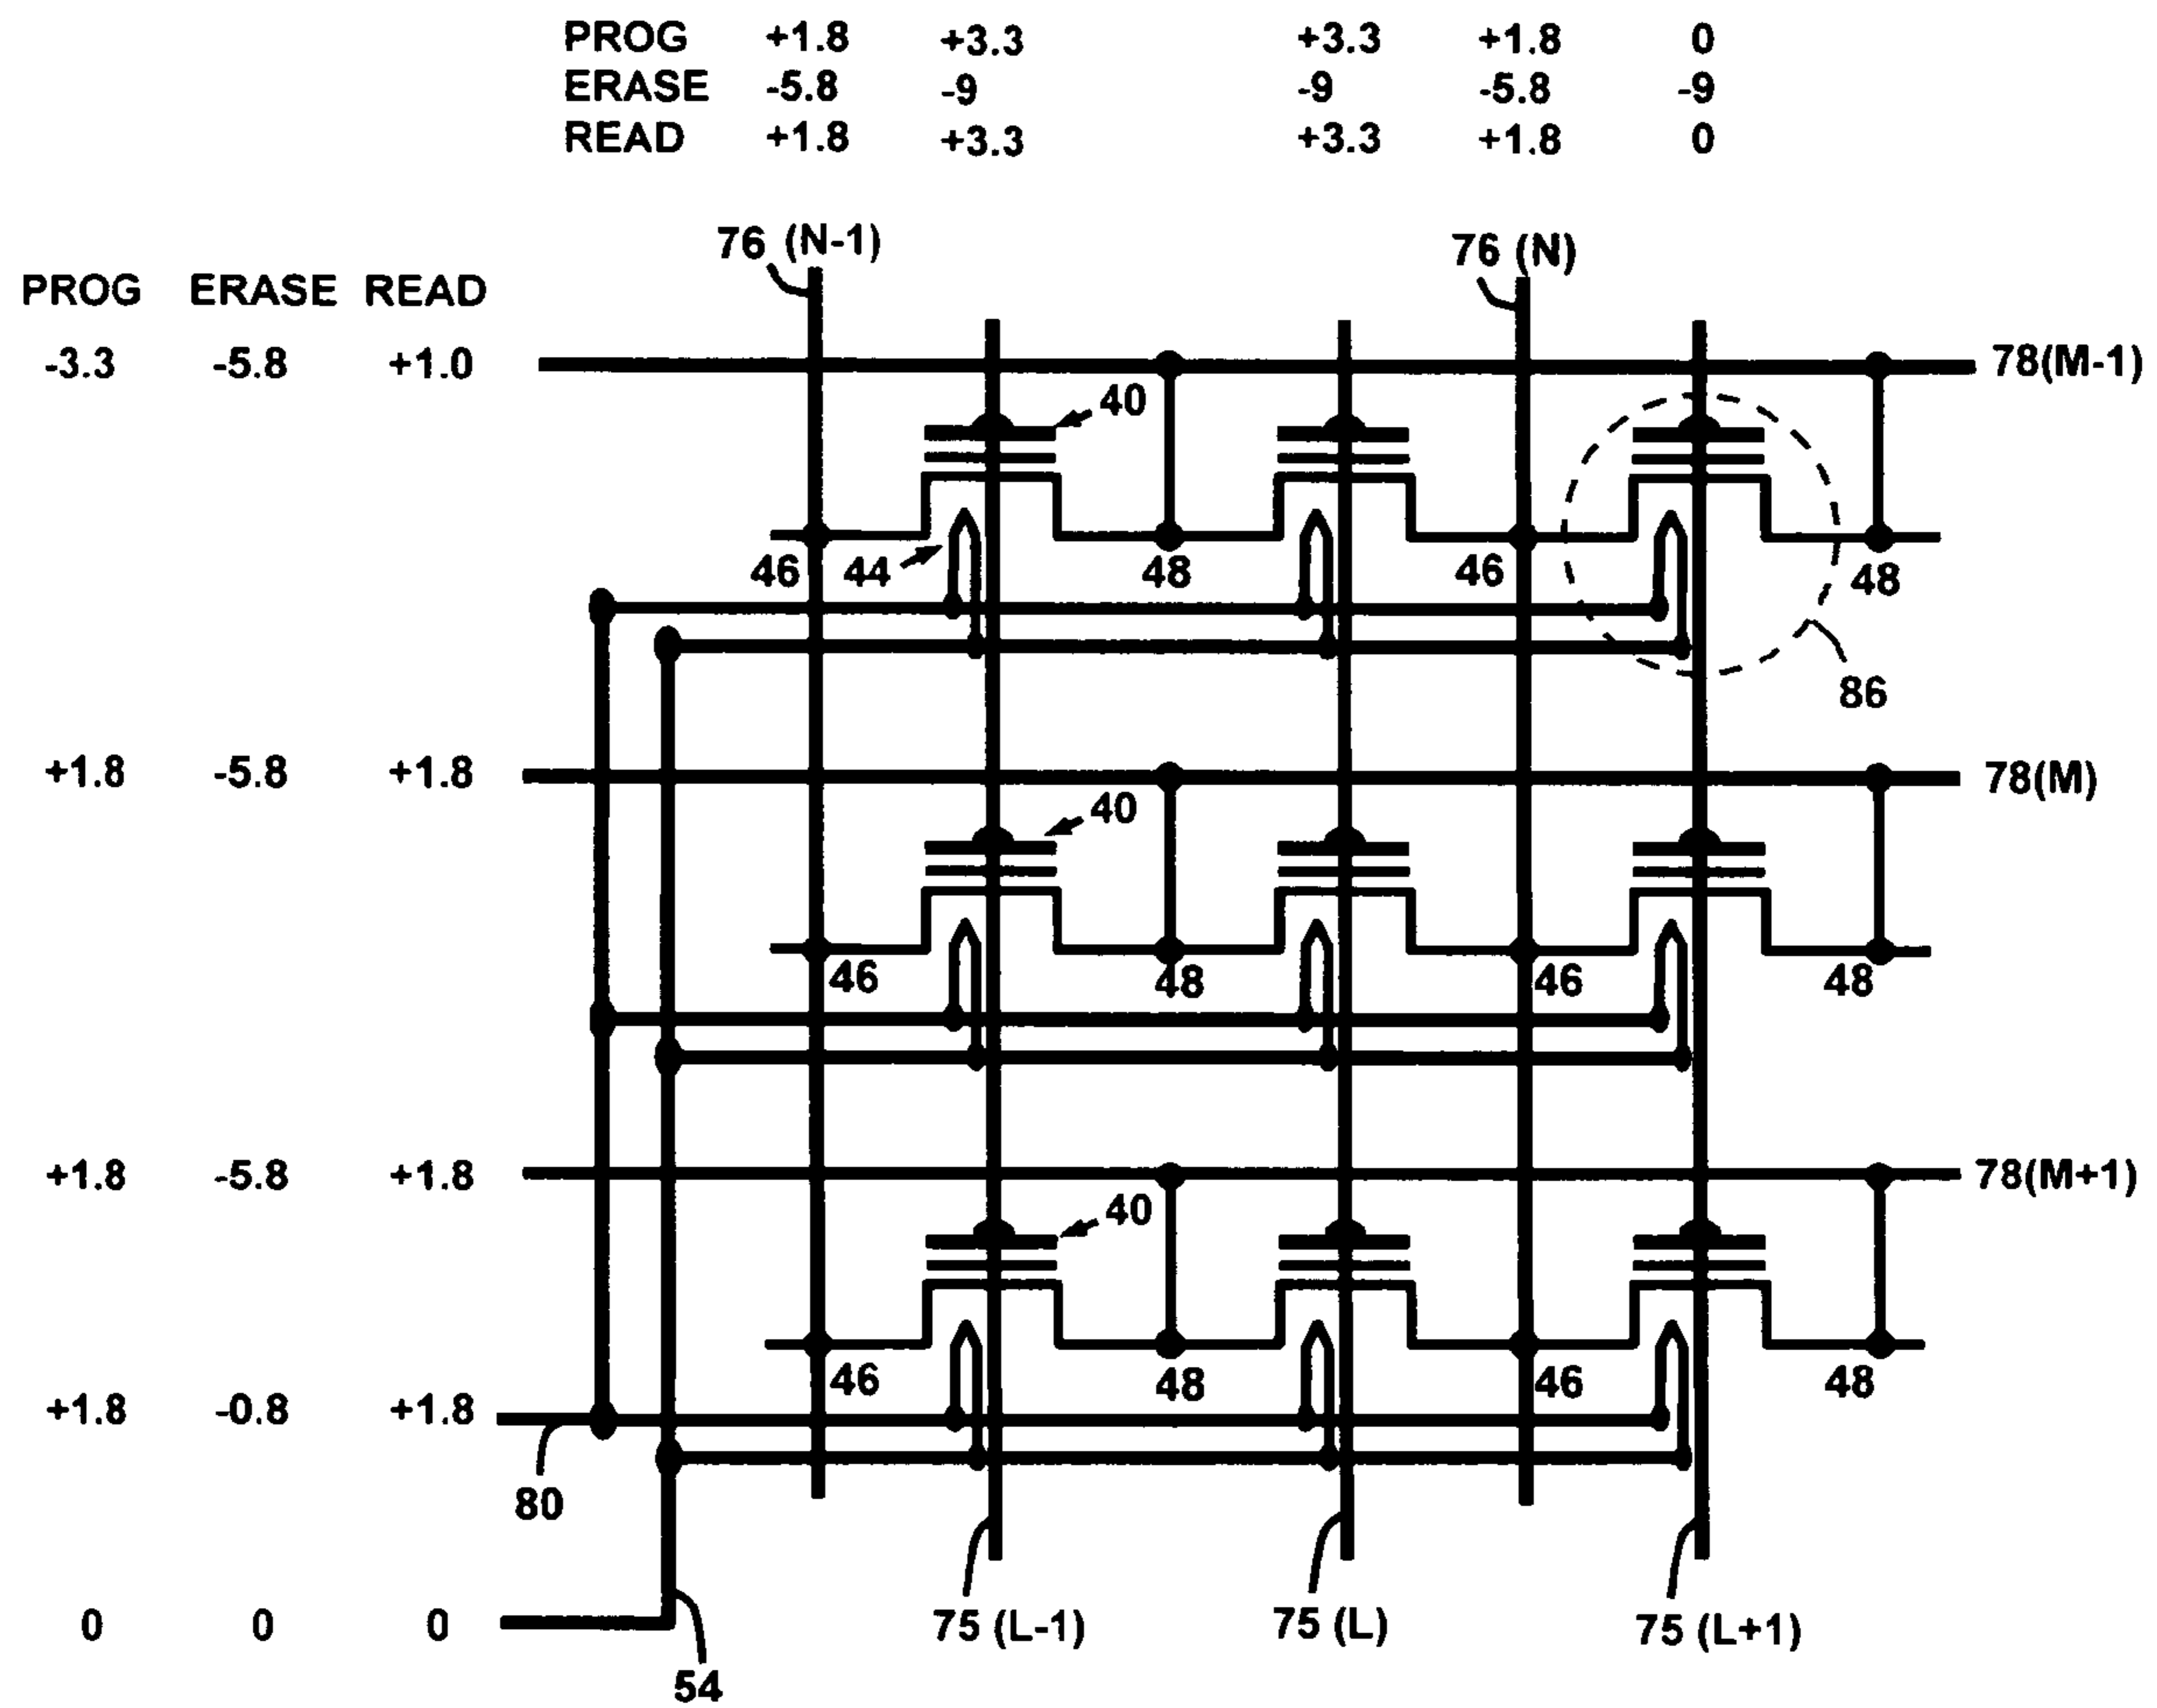 PROG +1.8 +3.3 +3.3 +1.8 0
ERASE -5.8 -9 -9 -5.8 -9
READ +1.8 +3.3 +3.3 +1.8 0
76 (N-1) 76 (N)
PROG ERASE READ
-3.3 -5.8 +1.0 78(M-1)
40
46 44 48 46 48
86
+1.8 -5.8 +1.8 78(M)
40
46 48 46 48
+1.8 -5.8 +1.8 78(M+1)
40
46 48 46 48
+1.8 -0.8 +1.8
80
0 0 0 75 (L-1) 75 (L) 75 (L+1)
54